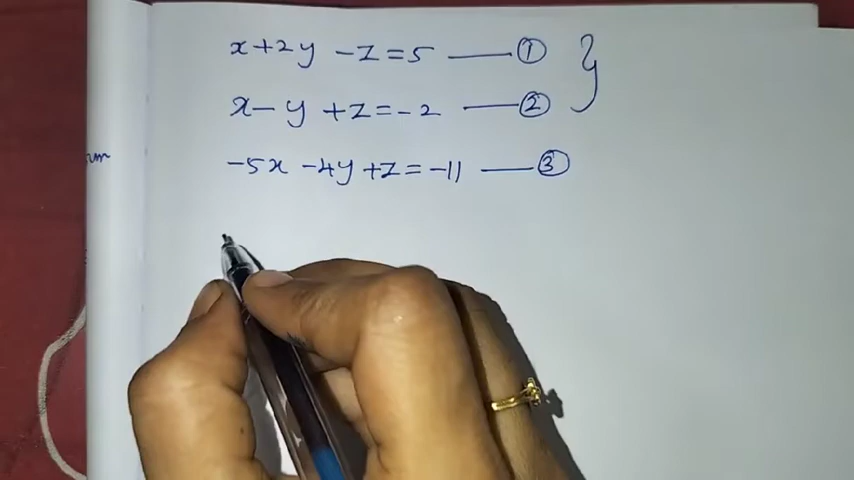 x+2y -z=5 —— ①
x- y +z=-2 —— ②
-5x -4y +z=-11 —— ③